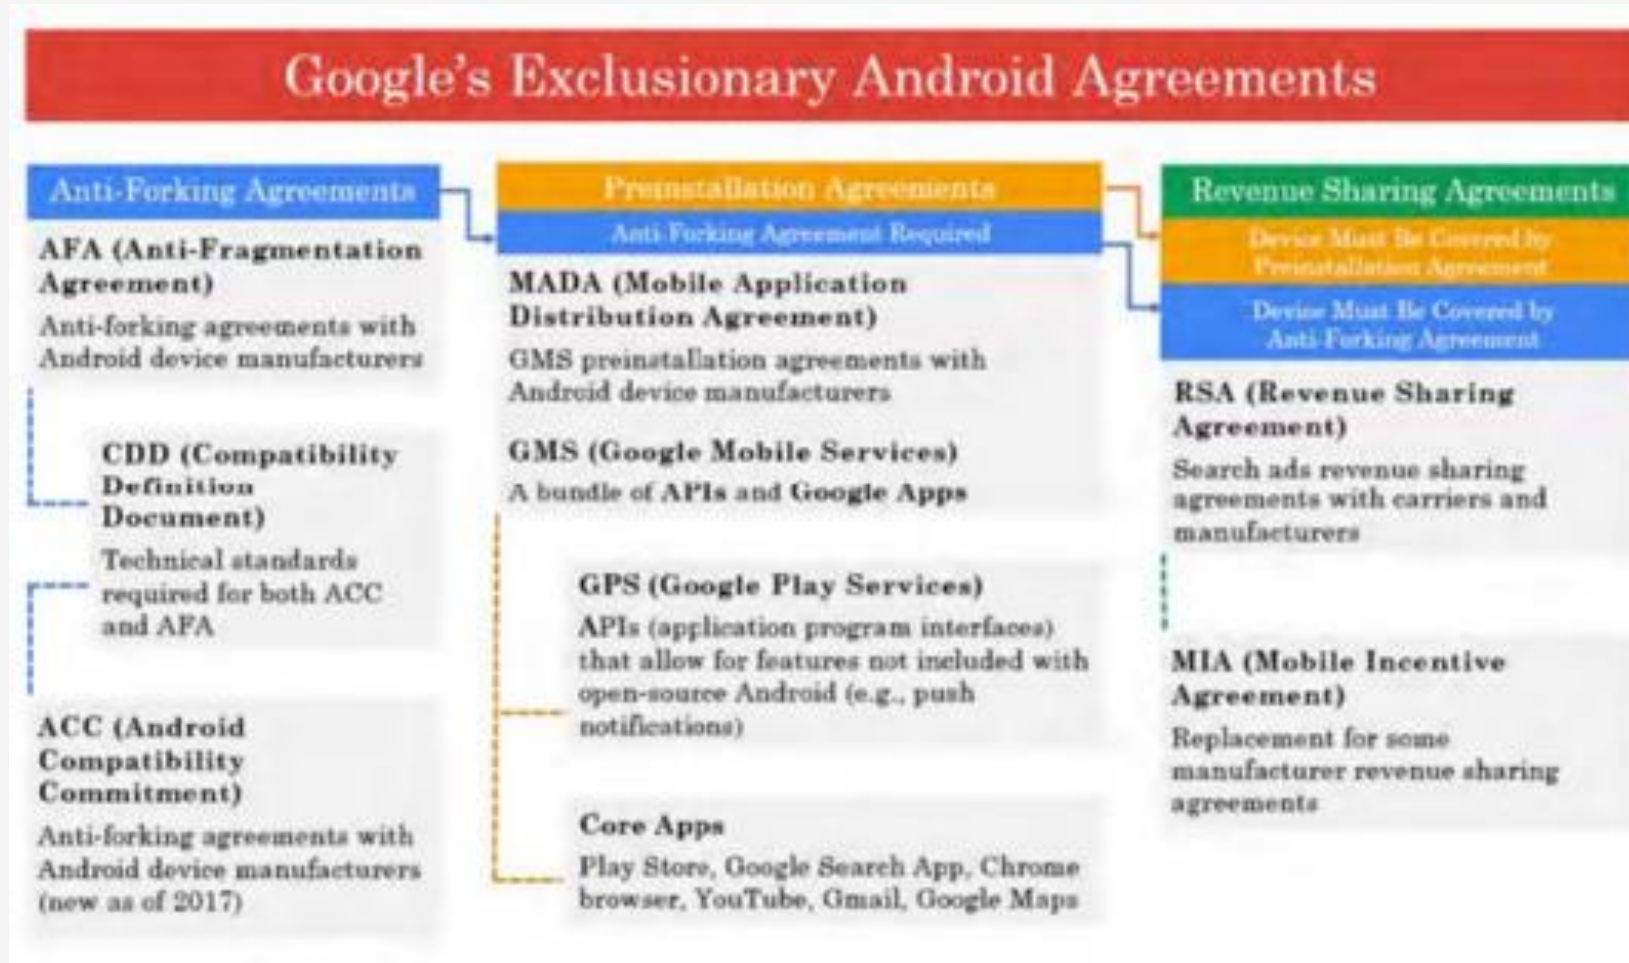 Google's Exclusionary Android Agreements
Anti-Forking Agreements
AFA (Anti-Fragmentation
Agreement)
Anti-forking agreements with
Android device manufacturers
CDD (Compatibility
Definition
Document)
Technical standards
required for both ACC
and AFA
ACC (Android
Compatibility
Commitment)
Anti-forking agreements with
Android device manufacturers
(new as of 2017)
Preinstallation Agreements
Anti-Forking Agreement Required
MADA (Mobile Application
Distribution Agreement)
GMS preinstallation agreements with
Android device manufacturers
GMS (Google Mobile Services)
A bundle of APIs and Google Apps
GPS (Google Play Services)
APIs (application program interfaces)
that allow for features not included with
open-source Android (e.g., push
notifications)
Core Apps
Play Store, Google Search App, Chrome
browser, YouTube, Gmail, Google Maps
Revenue Sharing Agreements
Device Must Be Covered by
Preinstallation Agreement
Device Must Be Covered by
Anti-Forking Agreement
RSA (Revenue Sharing
Agreement)
Search ads revenue sharing
agreements with carriers and
manufacturers
MIA (Mobile Incentive
Agreement)
Replacement for some
manufacturer revenue sharing
agreements